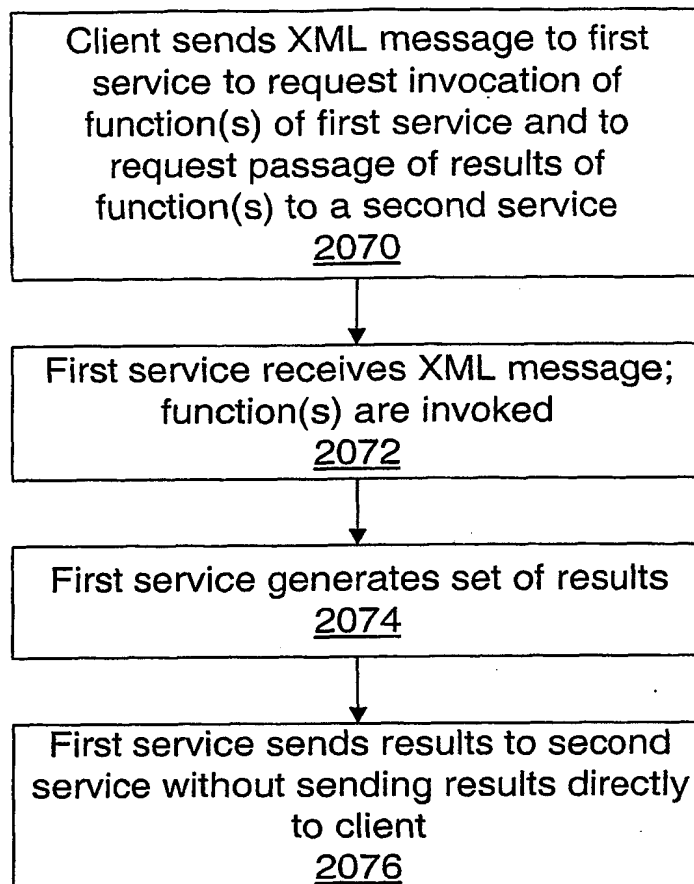 Client sends XML message to first
service to request invocation of
function(s) of first service and to
request passage of results of
function(s) to a second service
2070
First service receives XML message;
function(s) are invoked
2072
First service generates set of results
2074
First service sends results to second
service without sending results directly
to client
2076